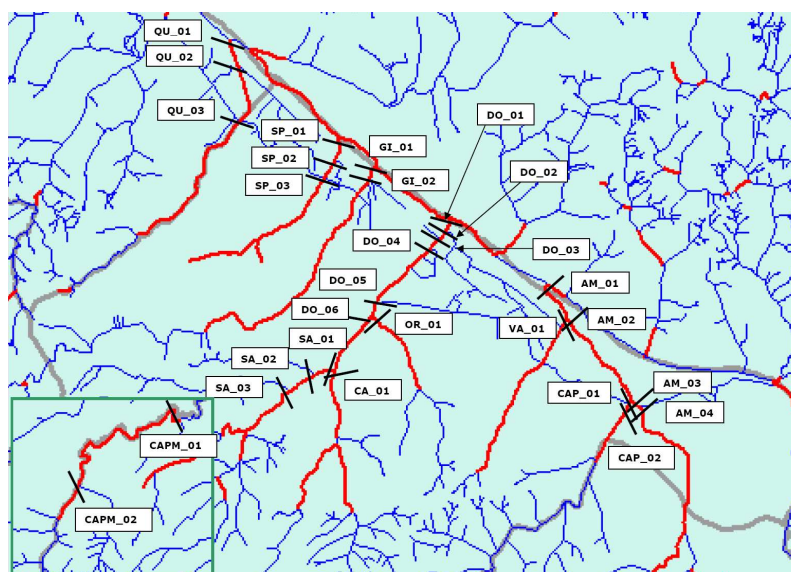 QU_01
QU_02
QU_03
SP_01
SP_02
SP_03
GI_01
GI_02
DO_01
DO_02
DO_03
DO_04
DO_05
DO_06
OR_01
SA_01
SA_02
SA_03
CA_01
VA_01
AM_01
AM_02
AM_03
AM_04
CAP_01
CAP_02
CAPM_01
CAPM_02